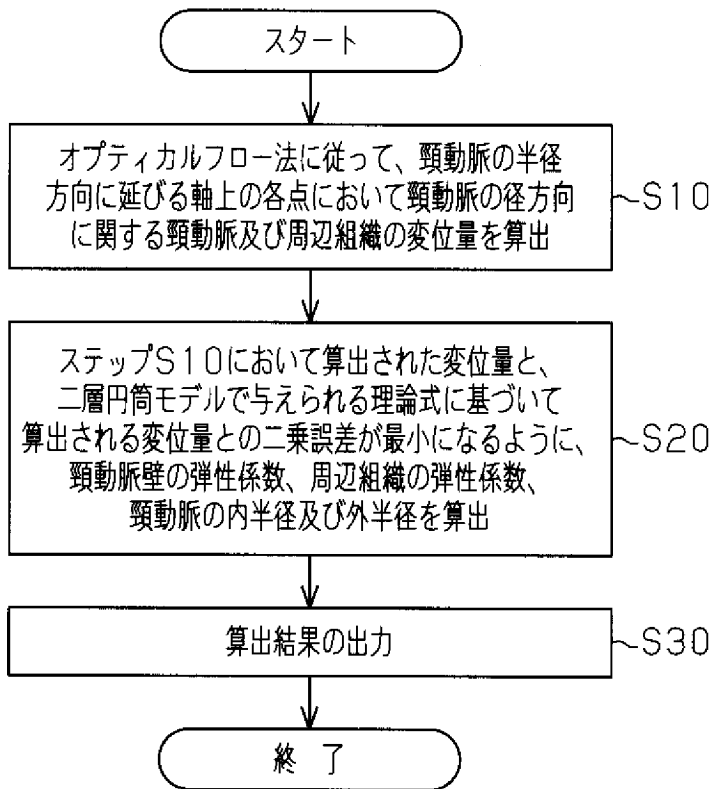 スタート
オプティカルフロー法に従って、頸動脈の半径
方向に延びる軸上の各点において頸動脈の径方向
に関する頸動脈及び周辺組織の変位量を算出
~S10
ステップS10において算出された変位量と、
二層円筒モデルで与えられる理論式に基づいて
算出される変位量との二乗誤差が最小になるように、
頸動脈壁の弾性係数、周辺組織の弾性係数、
頸動脈の内半径及び外半径を算出
~S20
算出結果の出力
~S30
終 了